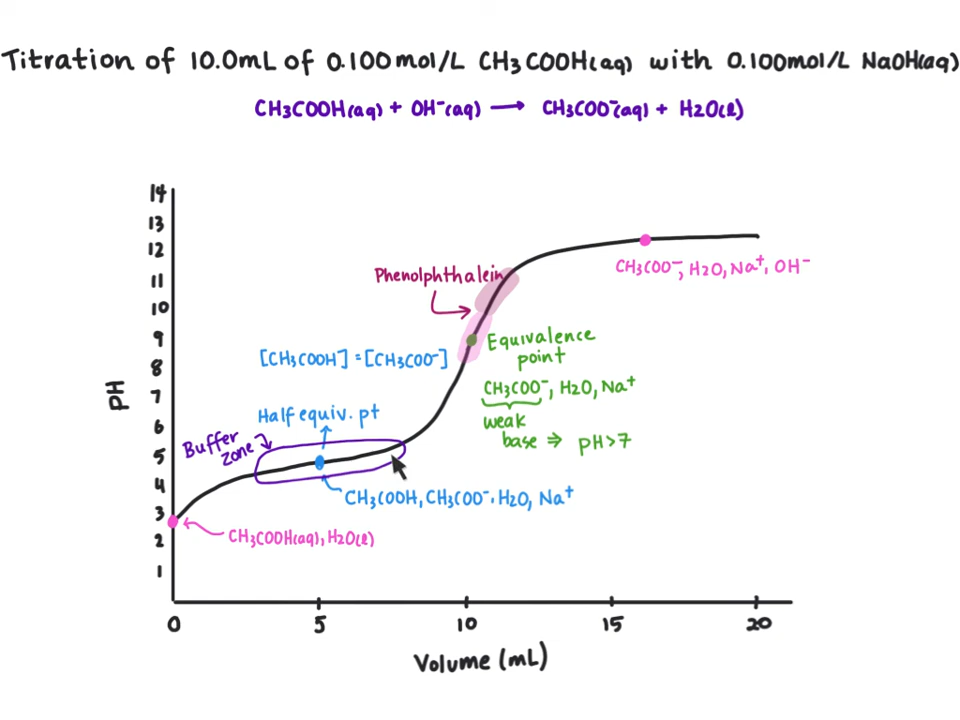 Titration of 10.0mL of 0.100mol/L CH3COOH(aq) with 0.100mol/L NaOH(aq)
CH3COOH(aq) + OH⁻(aq) ⟶ CH3COO⁻(aq) + H2O(l)
14
13
12
11
10
9
8
7
6
5
4
3
2
1
pH
Phenolphthalein
CH3COO⁻, H2O, Na⁺, OH⁻
Equivalence
point
[CH3COOH⁻] = [CH3COO⁻]
CH3COO⁻, H2O, Na⁺
weak
base ⇒ pH>7
Half equiv. pt
Buffer
zone
CH3COOH, CH3COO⁻, H2O, Na⁺
CH3COOH(aq), H2O(l)
0 5 10 15 20
Volume (mL)